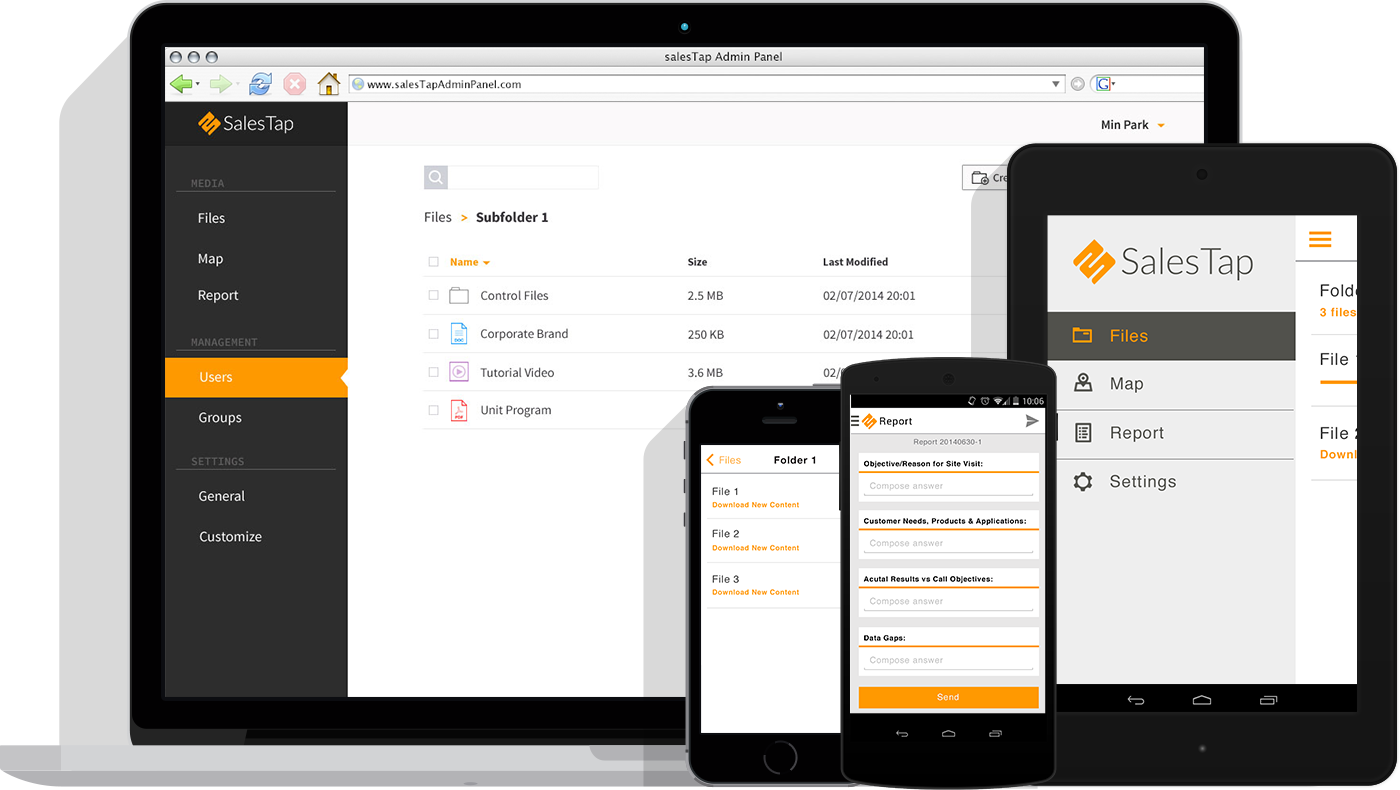 salesTap Admin Panel
www.salesTapAdminPanel.com
G
SalesTap
Min Park
MEDIA
Files
Map
Report
MANAGEMENT
Users
Groups
SETTINGS
General
Customize
Files > Subfolder 1
Name Size Last Modified
Control Files 2.5 MB 02/07/2014 20:01
Corporate Brand 250 KB 02/07/2014 20:01
DOC
Tutorial Video 3.6 MB 02/
Unit Program
PDF
Files Folder 1
File 1
Download New Content
File 2
Download New Content
File 3
Download New Content
10:06
Report
Report 20140630-1
Objective/Reason for Site Visit:
Compose answer
Customer Needs, Products & Applications:
Compose answer
Acutal Results vs Call Objectives:
Compose answer
Data Gaps:
Compose answer
Send
SalesTap
Files
Map
Report
Settings
3 files
File
File